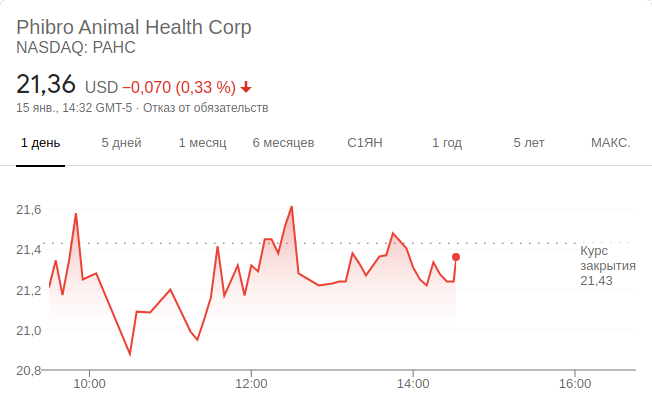 Phibro Animal Health Corp
NASDAQ: PAHC
21,36 USD −0,070 (0,33 %)
15 янв., 14:32 GMT-5 · Отказ от обязательств
1 день 5 дней 1 месяц 6 месяцев С1ЯН 1 год 5 лет МАКС.
21,6
21,4
21,2
21,0
20,8
Курс
закрытия
21,43
10:00 12:00 14:00 16:00